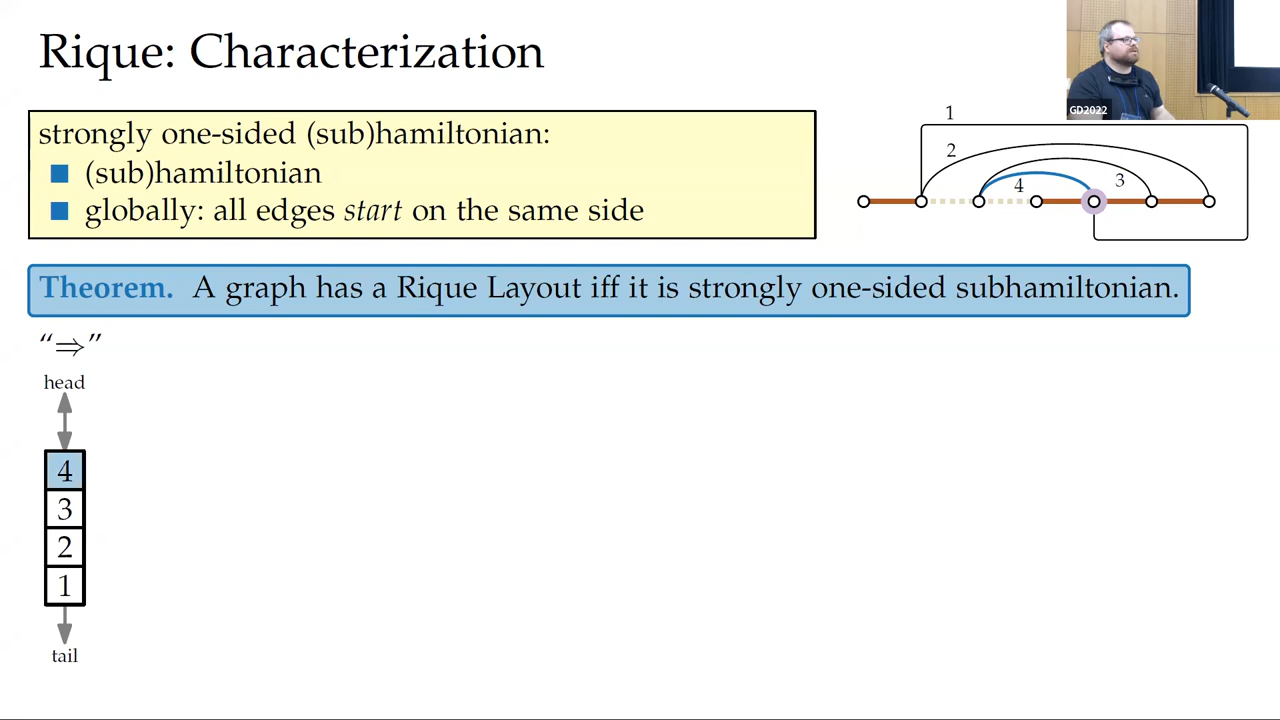 Rique: Characterization
GD2022
strongly one-sided (sub)hamiltonian:
(sub)hamiltonian
globally: all edges start on the same side
1
2
3
4
Theorem. A graph has a Rique Layout iff it is strongly one-sided subhamiltonian.
“⇒”
head
4
3
2
1
tail